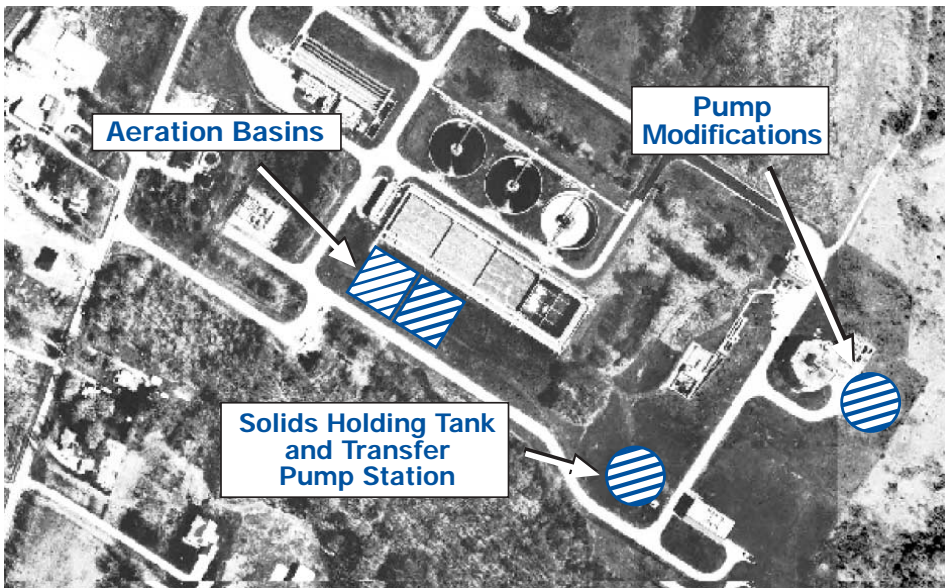 Aeration Basins
Pump
Modifications
Solids Holding Tank
and Transfer
Pump Station